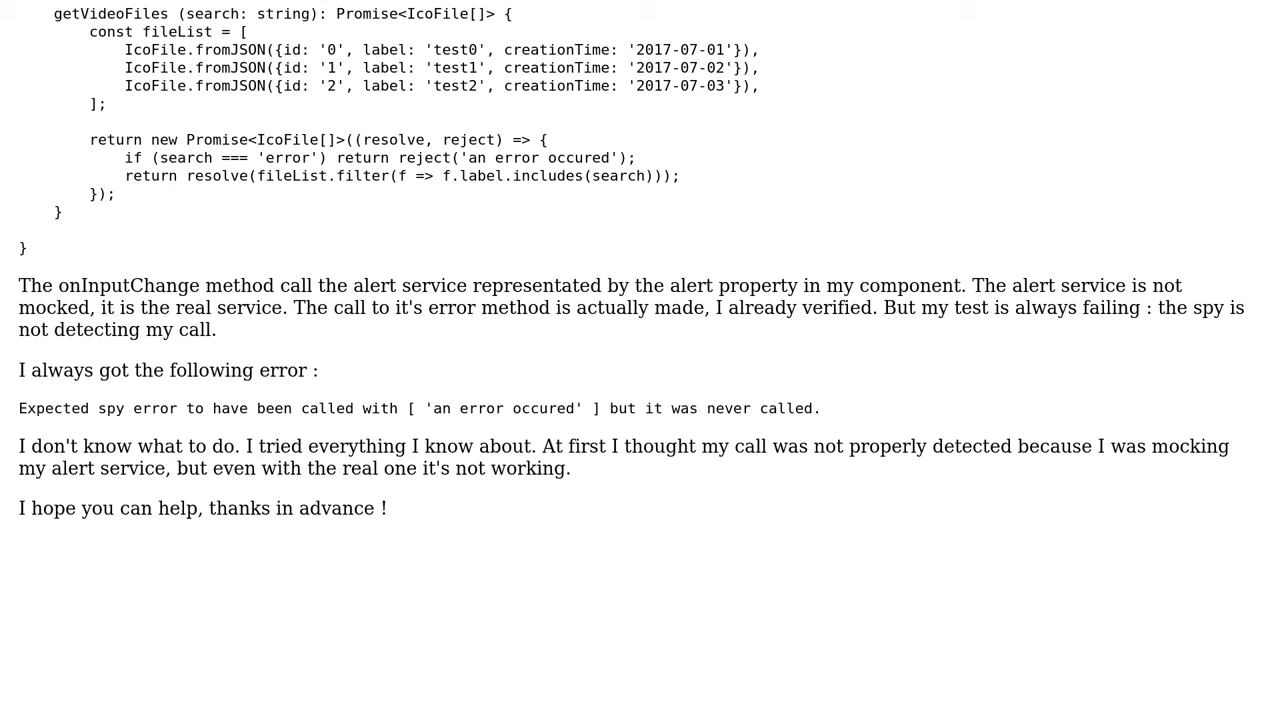 getVideoFiles (search: string): Promise<IcoFile[]> {
const fileList = [
IcoFile.fromJSON({id: '0', label: 'test0', creationTime: '2017-07-01'}),
IcoFile.fromJSON({id: '1', label: 'test1', creationTime: '2017-07-02'}),
IcoFile.fromJSON({id: '2', label: 'test2', creationTime: '2017-07-03'}),
];
return new Promise<IcoFile[]>((resolve, reject) => {
if (search === 'error') return reject('an error occured');
return resolve(fileList.filter(f => f.label.includes(search)));
});
}
}
The onInputChange method call the alert service representated by the alert property in my component. The alert service is not
mocked, it is the real service. The call to it's error method is actually made, I already verified. But my test is always failing : the spy is
not detecting my call.
I always got the following error :
Expected spy error to have been called with [ 'an error occured' ] but it was never called.
I don't know what to do. I tried everything I know about. At first I thought my call was not properly detected because I was mocking
my alert service, but even with the real one it's not working.
I hope you can help, thanks in advance !